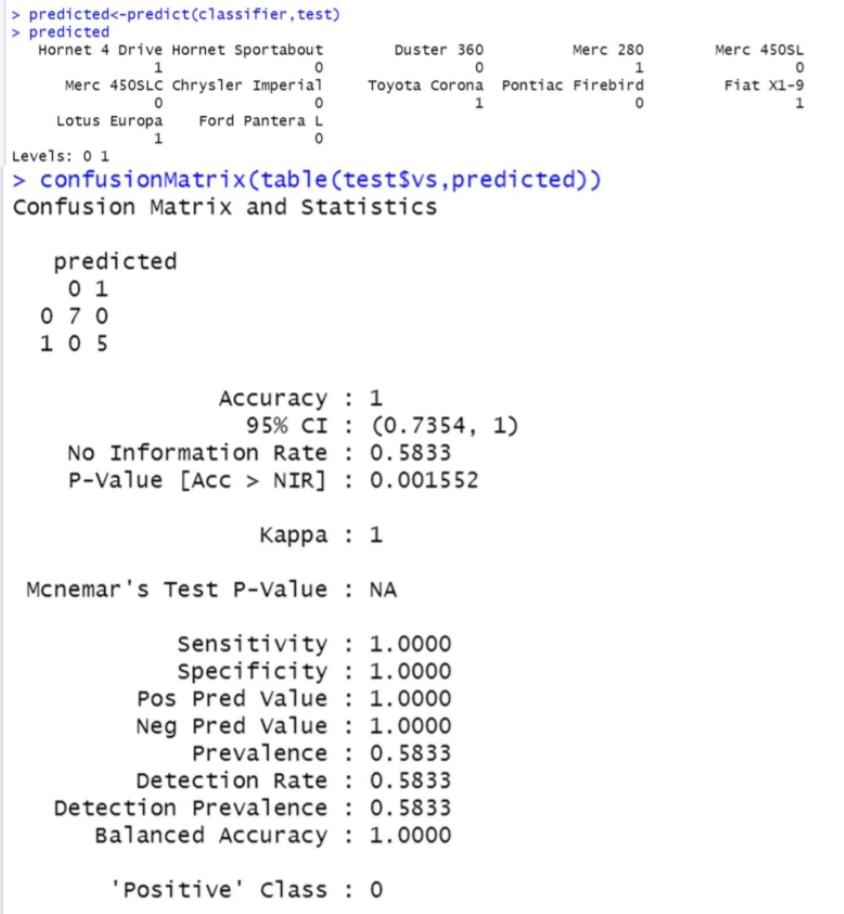 > predicted<-predict(classifier,test)
> predicted
Hornet 4 Drive Hornet Sportabout Duster 360 Merc 280 Merc 450SL
1 0 0 1 0
Merc 450SLC Chrysler Imperial Toyota Corona Pontiac Firebird Fiat X1-9
0 0 1 0 1
Lotus Europa Ford Pantera L
1 0
Levels: 0 1
> confusionMatrix(table(test$vs,predicted))
Confusion Matrix and Statistics
predicted
0 1
0 7 0
1 0 5
Accuracy : 1
95% CI : (0.7354, 1)
No Information Rate : 0.5833
P-Value [Acc > NIR] : 0.001552
Kappa : 1
Mcnemar's Test P-Value : NA
Sensitivity : 1.0000
Specificity : 1.0000
Pos Pred Value : 1.0000
Neg Pred Value : 1.0000
Prevalence : 0.5833
Detection Rate : 0.5833
Detection Prevalence : 0.5833
Balanced Accuracy : 1.0000
'Positive' Class : 0